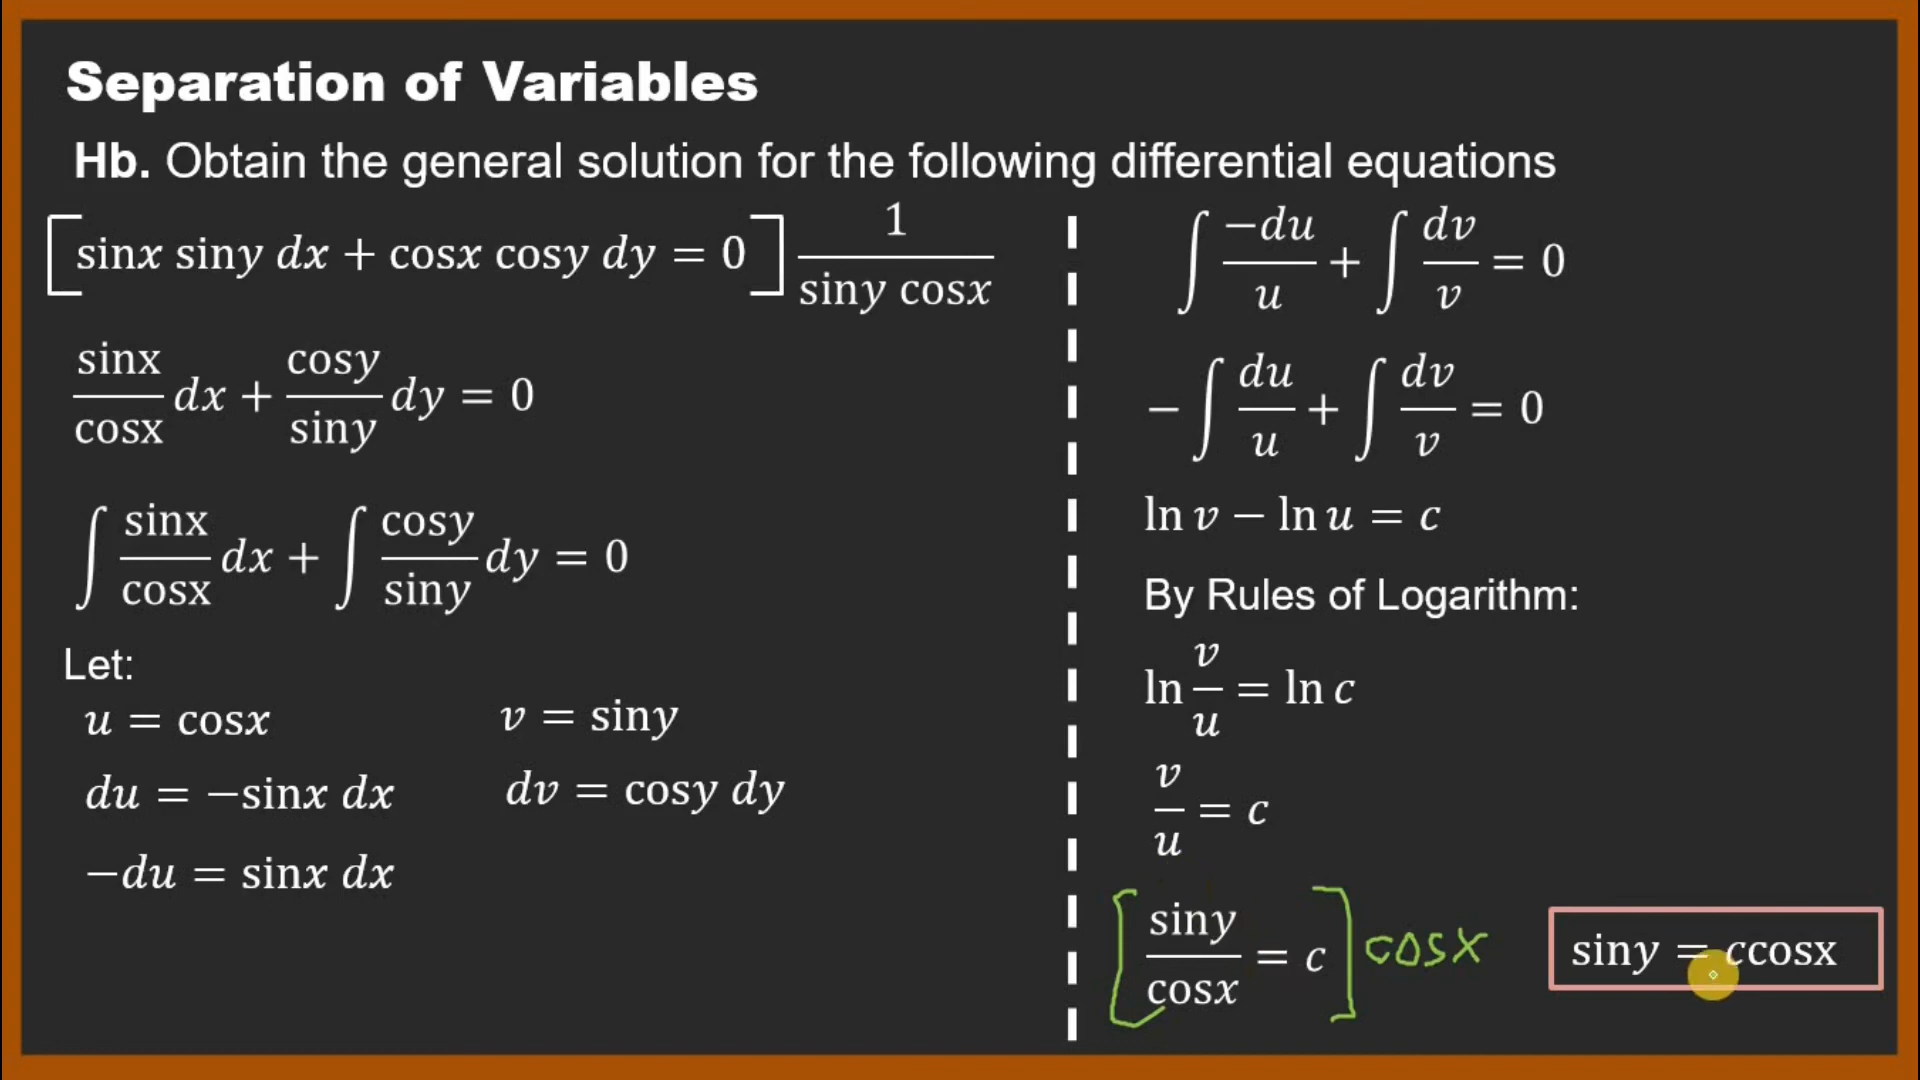 Separation of Variables
Hb. Obtain the general solution for the following differential equations
[sinx siny dx + cosx cosy dy = 0] 1/(siny cosx)
sinx/cosx dx + cosy/siny dy = 0
∫ sinx/cosx dx + ∫ cosy/siny dy = 0
Let:
u = cosx
v = siny
du = −sinx dx
dv = cosy dy
−du = sinx dx
∫ −du/u + ∫ dv/v = 0
− ∫ du/u + ∫ dv/v = 0
ln v − ln u = c
By Rules of Logarithm:
ln v/u = ln c
v/u = c
[siny/cosx = c] cosx
siny = ccosx